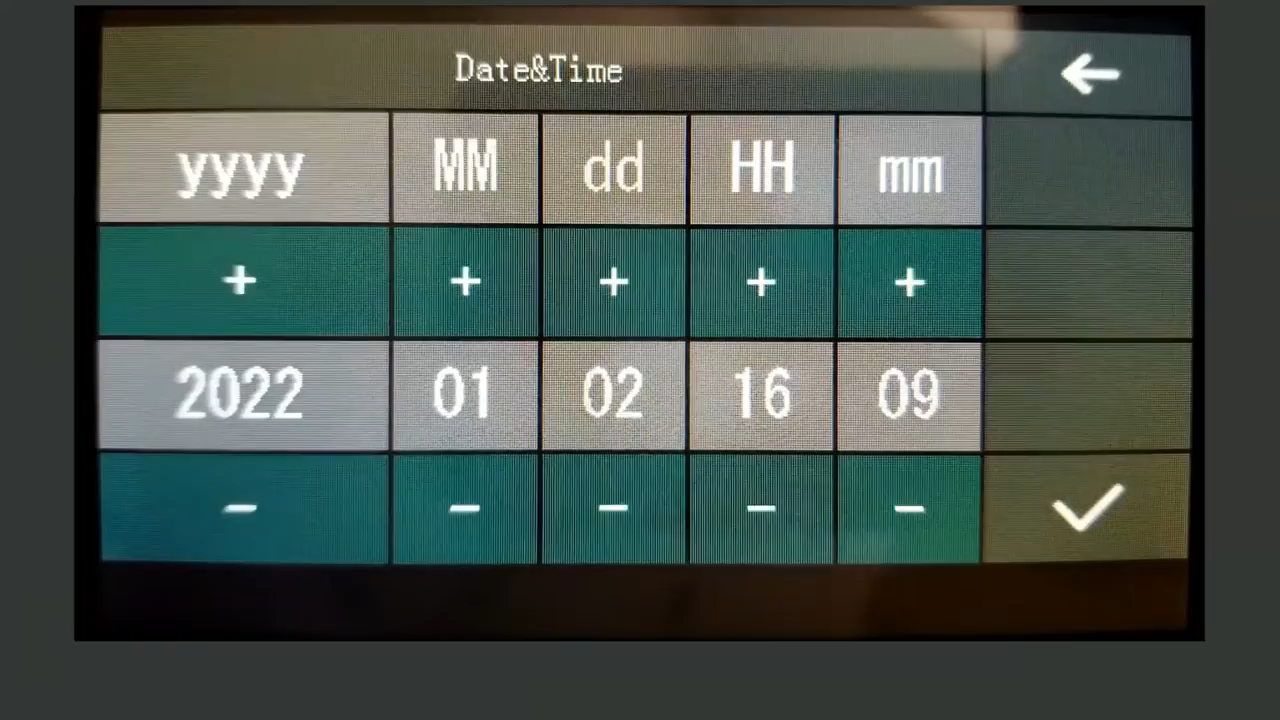 Date&Time
yyyy MM dd HH mm
+ + + + +
2022 01 02 16 09
- - - - -